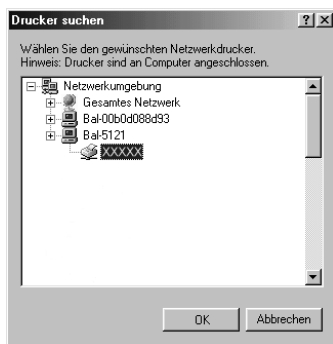 Drucker suchen
Wählen Sie den gewünschten Netzwerkdrucker.
Hinweis: Drucker sind an Computer angeschlossen.
Netzwerkumgebung
Gesamtes Netzwerk
Bal-00b0d088d93
Bal-5121
XXXXX
OK
Abbrechen